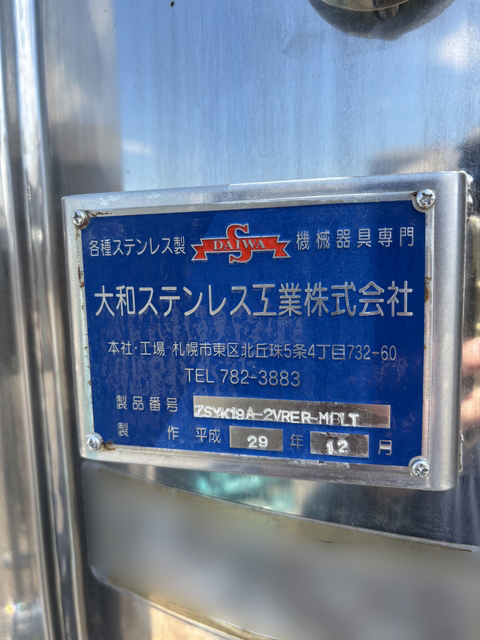 各種ステンレス製 S DAIWA 機械器具専門
大和ステンレス工業株式会社
本社・工場 札幌市東区北丘珠5条4丁目732-60
TEL 782-3883
製品番号 ZSYK19A-2VRER-MBLT
製作 平成 29 年 12 月